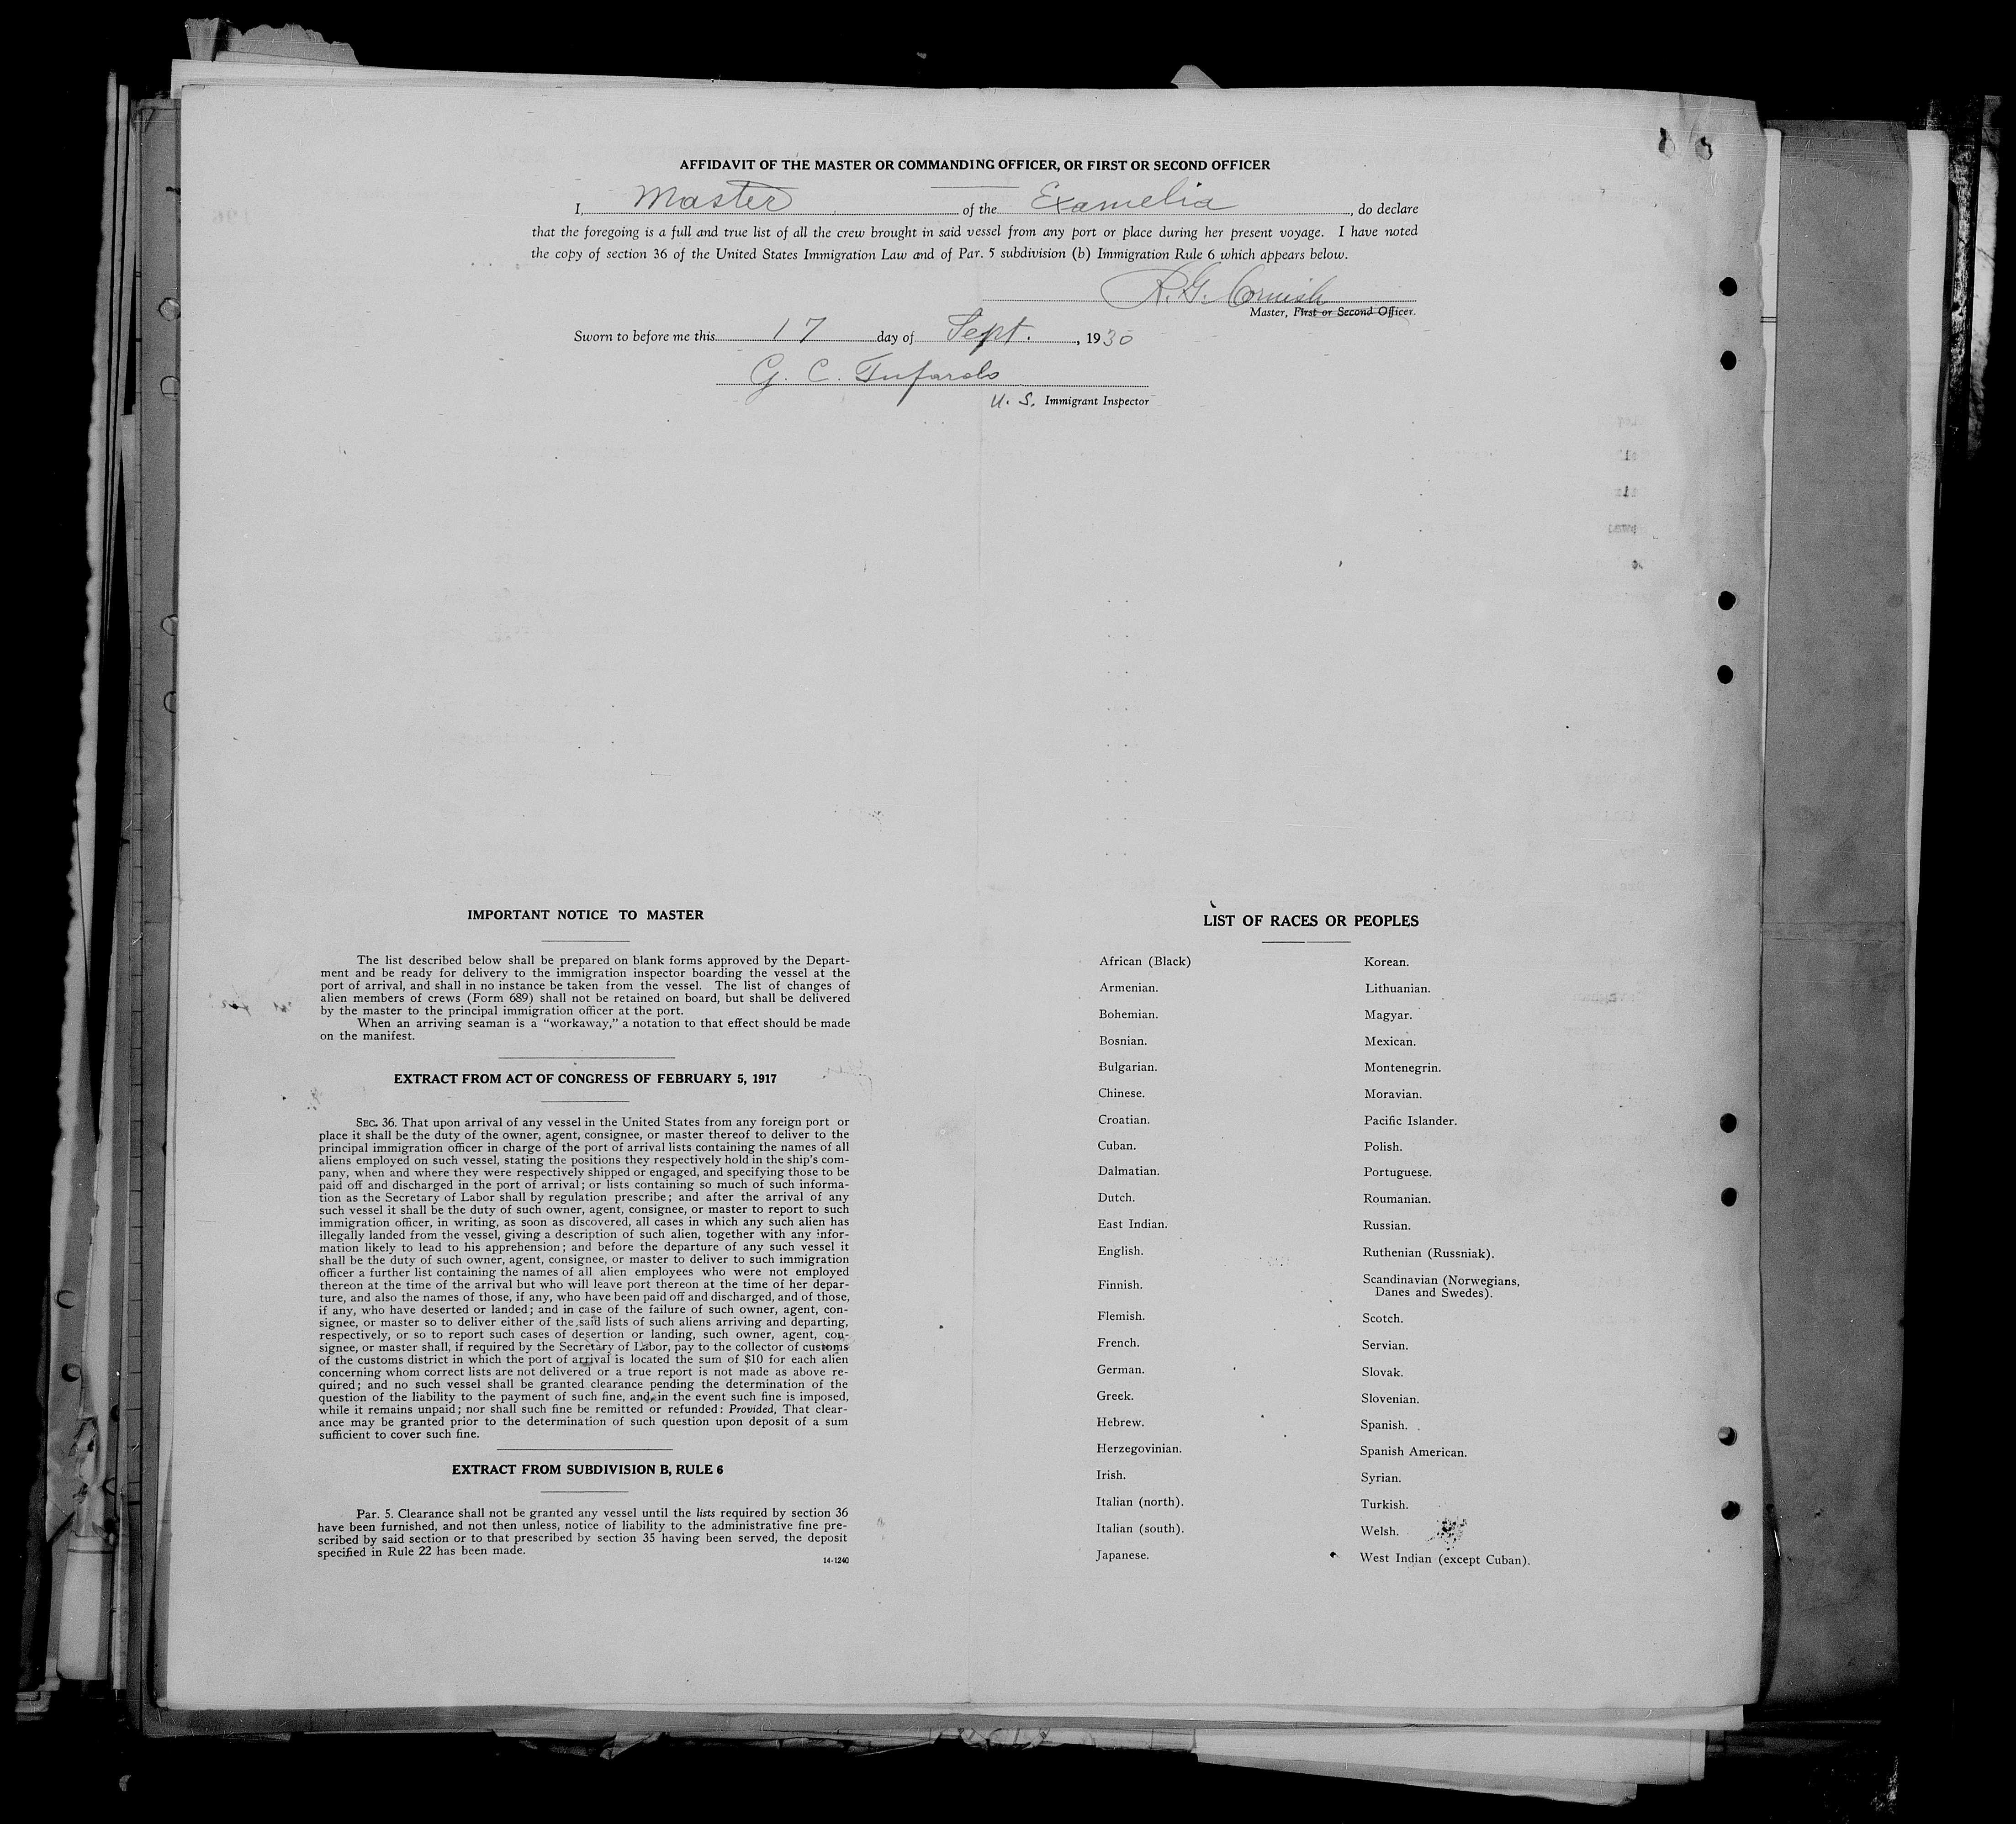 AFFIDAVIT OF THE MASTER OR COMMANDING OFFICER, OR FIRST OR SECOND OFFICER
I, Master of the Examelia, do declare
that the foregoing is a full and true list of all the crew brought in said vessel from any port or place during her present voyage. I have noted
the copy of section 36 of the United States Immigration Law and of Par. 5 subdivision (b) Immigration Rule 6 which appears below.
R. G. Cornish
Master, First or Second Officer.
Sworn to before me this 17 day of Sept., 1930
G. C. Tufarolo
U. S. Immigrant Inspector
IMPORTANT NOTICE TO MASTER
The list described below shall be prepared on blank forms approved by the Depart-
ment and be ready for delivery to the immigration inspector boarding the vessel at the
port of arrival, and shall in no instance be taken from the vessel. The list of changes of
alien members of crews (Form 689) shall not be retained on board, but shall be delivered
by the master to the principal immigration officer at the port.
When an arriving seaman is a "workaway," a notation to that effect should be made
on the manifest.
EXTRACT FROM ACT OF CONGRESS OF FEBRUARY 5, 1917
SEC. 36. That upon arrival of any vessel in the United States from any foreign port or
place it shall be the duty of the owner, agent, consignee, or master thereof to deliver to the
principal immigration officer in charge of the port of arrival lists containing the names of all
aliens employed on such vessel, stating the positions they respectively hold in the ship's com-
pany, when and where they were respectively shipped or engaged, and specifying those to be
paid off and discharged in the port of arrival; or lists containing so much of such informa-
tion as the Secretary of Labor shall by regulation prescribe; and after the arrival of any
such vessel it shall be the duty of such owner, agent, consignee, or master to report to such
immigration officer, in writing, as soon as discovered, all cases in which any such alien has
illegally landed from the vessel, giving a description of such alien, together with any infor-
mation likely to lead to his apprehension; and before the departure of any such vessel it
shall be the duty of such owner, agent, consignee, or master to deliver to such immigration
officer a further list containing the names of all alien employees who were not employed
thereon at the time of the arrival but who will leave port thereon at the time of her depar-
ture, and also the names of those, if any, who have been paid off and discharged, and of those,
if any, who have deserted or landed; and in case of the failure of such owner, agent, con-
signee, or master so to deliver either of the said lists of such aliens arriving and departing,
respectively, or so to report such cases of desertion or landing, such owner, agent, con-
signee, or master shall, if required by the Secretary of Labor, pay to the collector of customs
of the customs district in which the port of arrival is located the sum of $10 for each alien
concerning whom correct lists are not delivered or a true report is not made as above re-
quired; and no such vessel shall be granted clearance pending the determination of the
question of the liability to the payment of such fine, and in the event such fine is imposed,
while it remains unpaid; nor shall such fine be remitted or refunded: Provided, That clear-
ance may be granted prior to the determination of such question upon deposit of a sum
sufficient to cover such fine.
EXTRACT FROM SUBDIVISION B, RULE 6
Par. 5. Clearance shall not be granted any vessel until the lists required by section 36
have been furnished, and not then unless, notice of liability to the administrative fine pre-
scribed by said section or to that prescribed by section 35 having been served, the deposit
specified in Rule 22 has been made.
14-1240
LIST OF RACES OR PEOPLES
African (Black)
Armenian.
Bohemian.
Bosnian.
Bulgarian.
Chinese.
Croatian.
Cuban.
Dalmatian.
Dutch.
East Indian.
English.
Finnish.
Flemish.
French.
German.
Greek.
Hebrew.
Herzegovinian.
Irish.
Italian (north).
Italian (south).
Japanese.
Korean.
Lithuanian.
Magyar.
Mexican.
Montenegrin.
Moravian.
Pacific Islander.
Polish.
Portuguese.
Roumanian.
Russian.
Ruthenian (Russniak).
Scandinavian (Norwegians,
Danes and Swedes).
Scotch.
Servian.
Slovak.
Slovenian.
Spanish.
Spanish American.
Syrian.
Turkish.
Welsh.
West Indian (except Cuban).